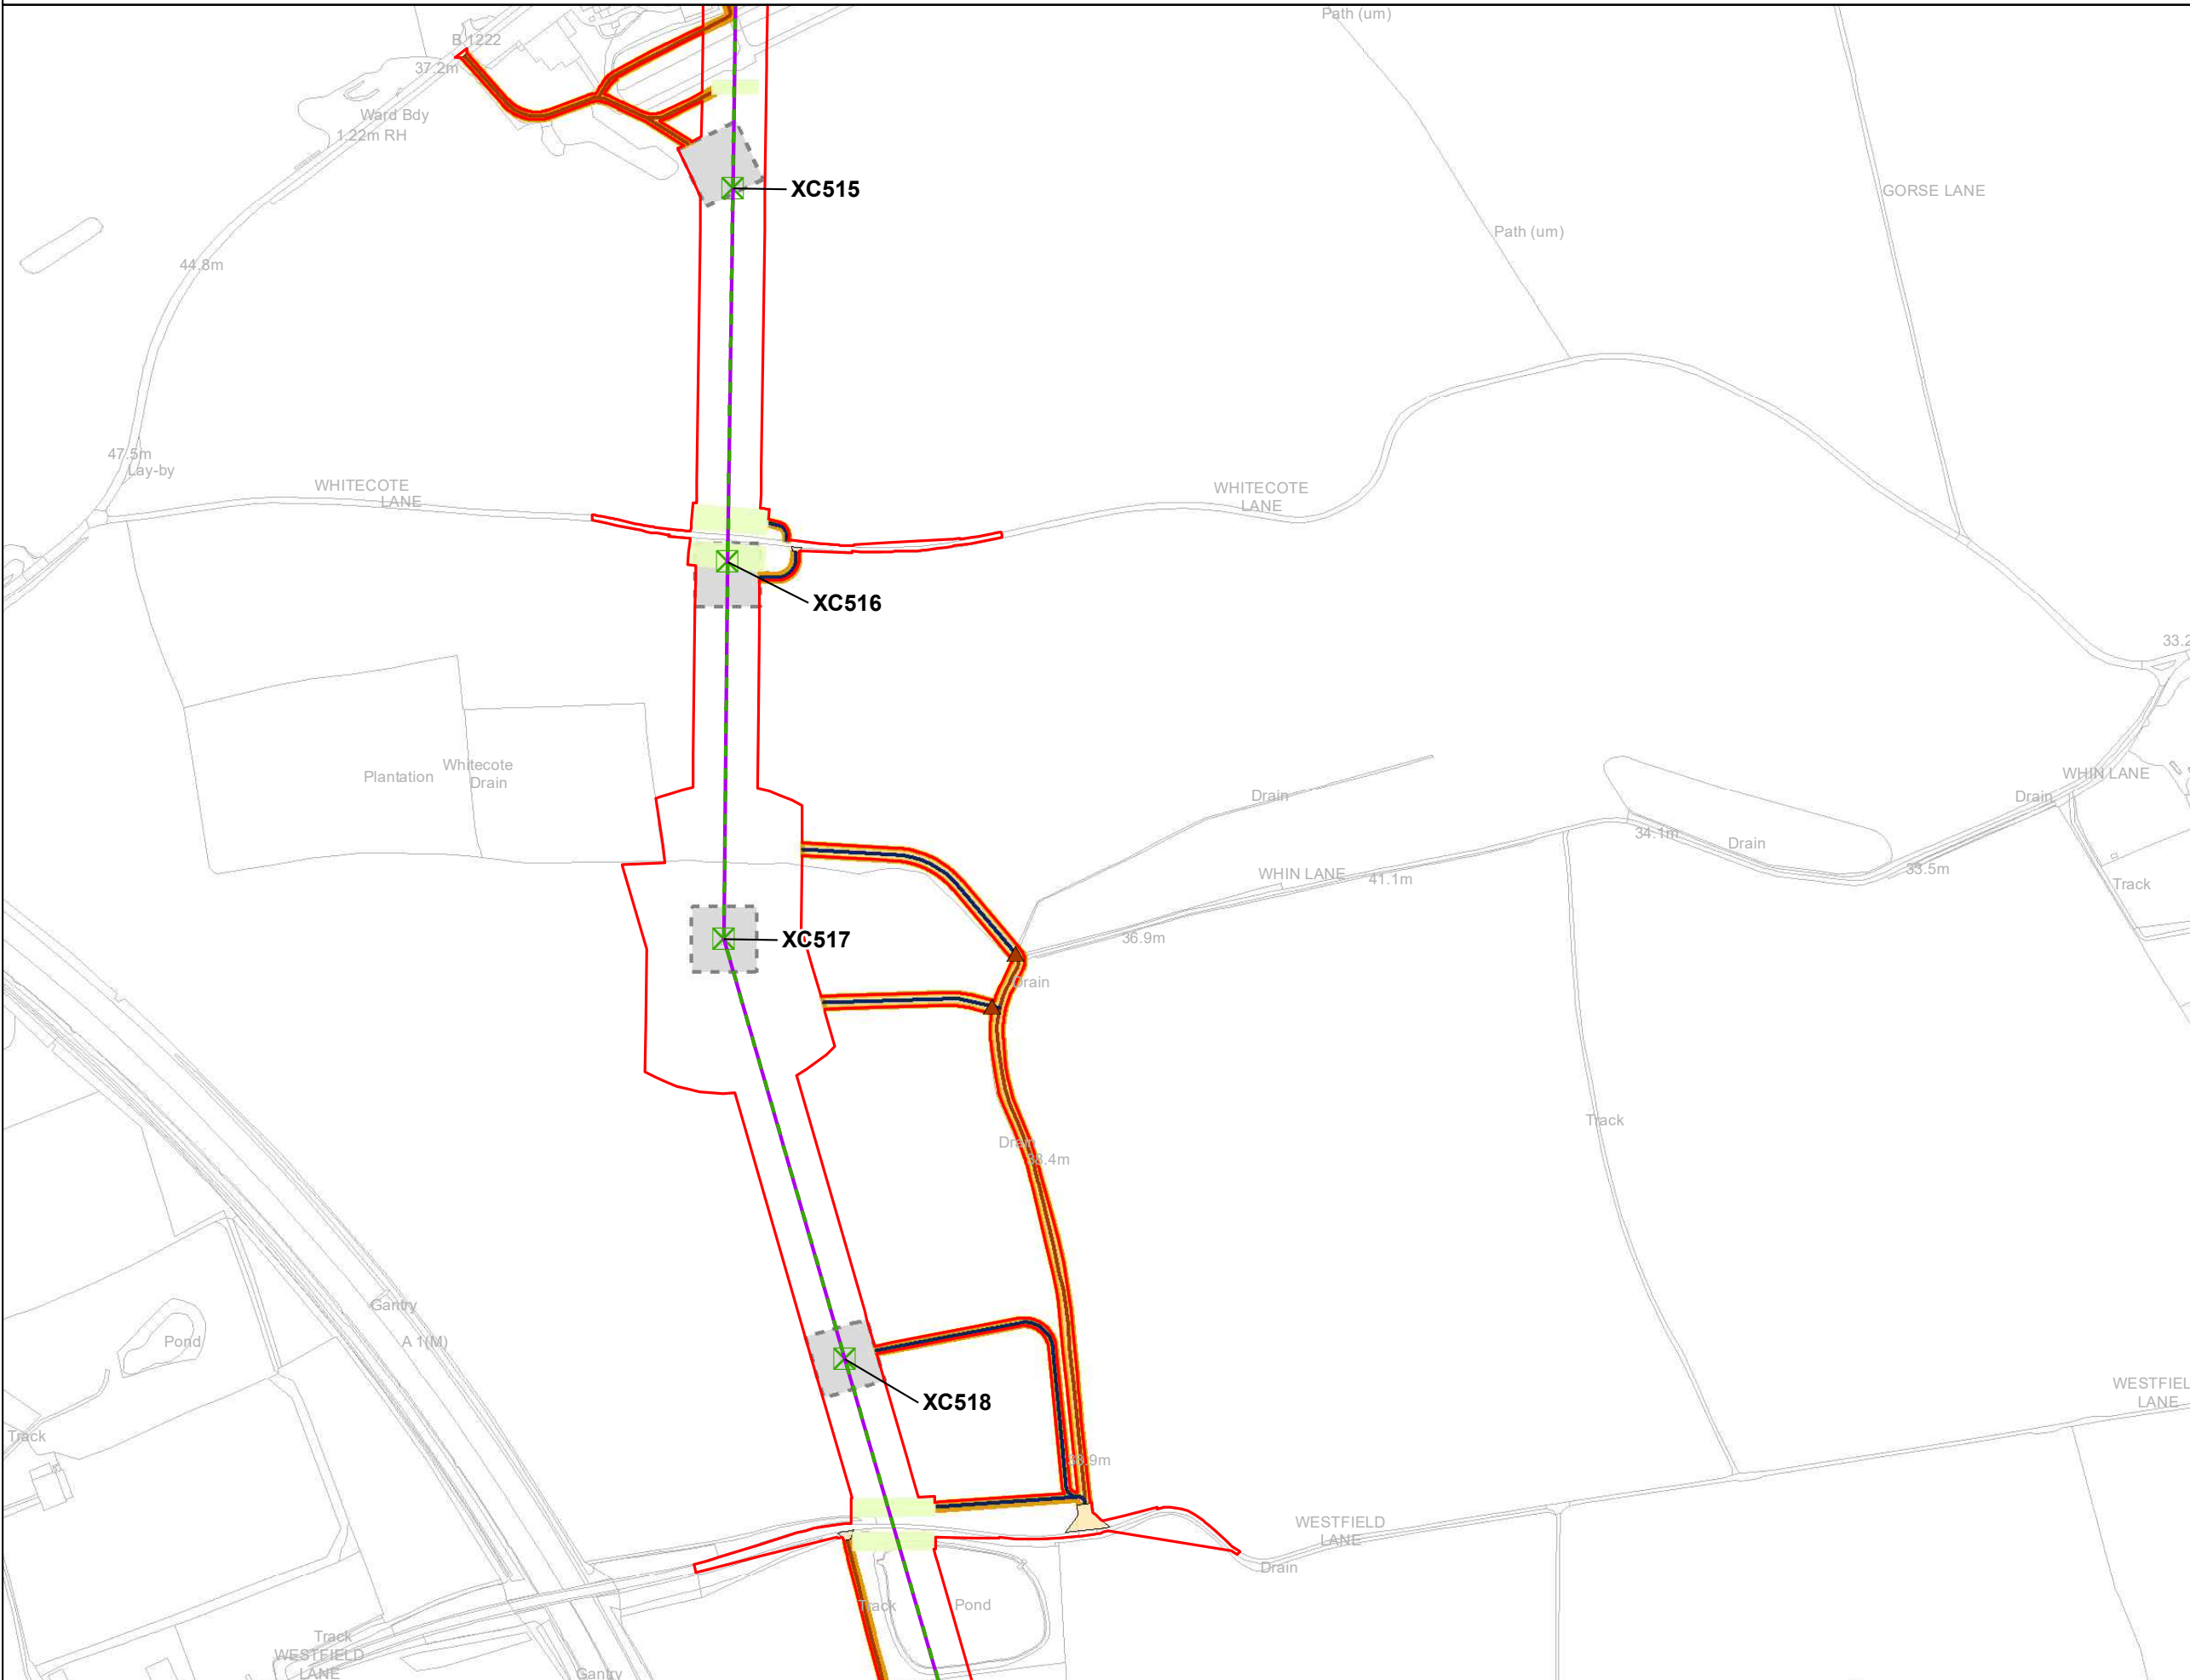 Path (um)
B 1222
37.2m
Ward Bdy
1.22m RH
XC515
GORSE LANE
Path (um)
44.8m
47.5m
Lay-by
WHITECOTE
LANE
WHITECOTE
LANE
XC516
33.2
Plantation
Whitecote
Drain
Drain
WHIN LANE
Drain
34.1m
Drain
WHIN LANE
41.1m
33.5m
Track
XC517
36.9m
Drain
Track
Drain
38.4m
Gantry
A 1(M)
Pond
WESTFIEL
LANE
XC518
Track
WESTFIELD
LANE
Drain
Track
Pond
Track
WESTFIELD
LANE
Gantry